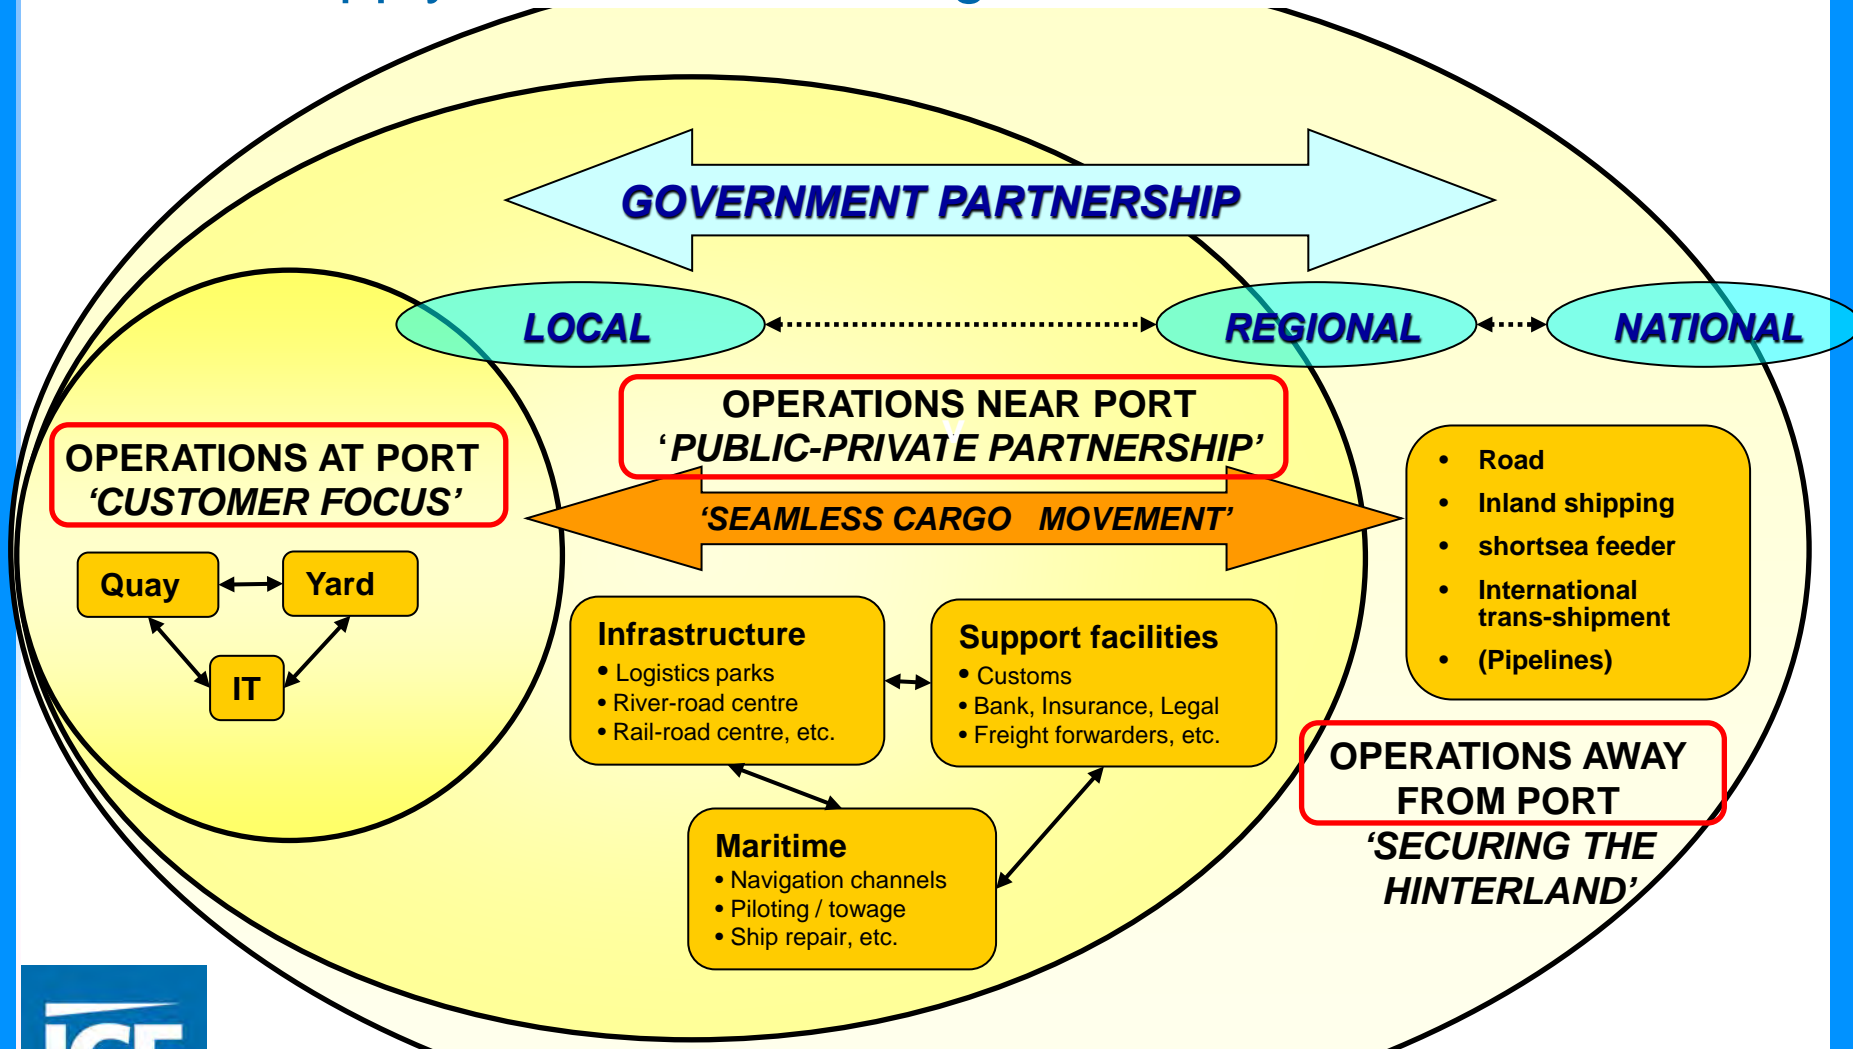 GOVERNMENT PARTNERSHIP
LOCAL
REGIONAL
NATIONAL
OPERATIONS AT PORT
‘CUSTOMER FOCUS’
Quay
Yard
IT
OPERATIONS NEAR PORT
‘PUBLIC-PRIVATE PARTNERSHIP’
‘SEAMLESS CARGO MOVEMENT’
Infrastructure
• Logistics parks
• River-road centre
• Rail-road centre, etc.
Support facilities
• Customs
• Bank, Insurance, Legal
• Freight forwarders, etc.
Maritime
• Navigation channels
• Piloting / towage
• Ship repair, etc.
• Road
• Inland shipping
• shortsea feeder
• International
trans-shipment
• (Pipelines)
OPERATIONS AWAY
FROM PORT
‘SECURING THE
HINTERLAND’